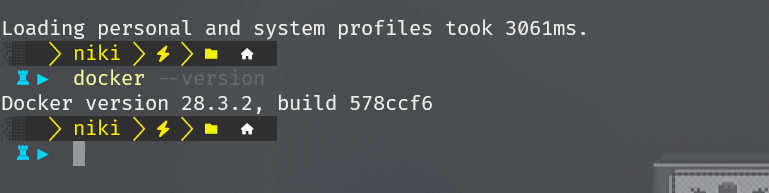 Loading personal and system profiles took 3061ms.
niki
docker --version
Docker version 28.3.2, build 578ccf6
niki